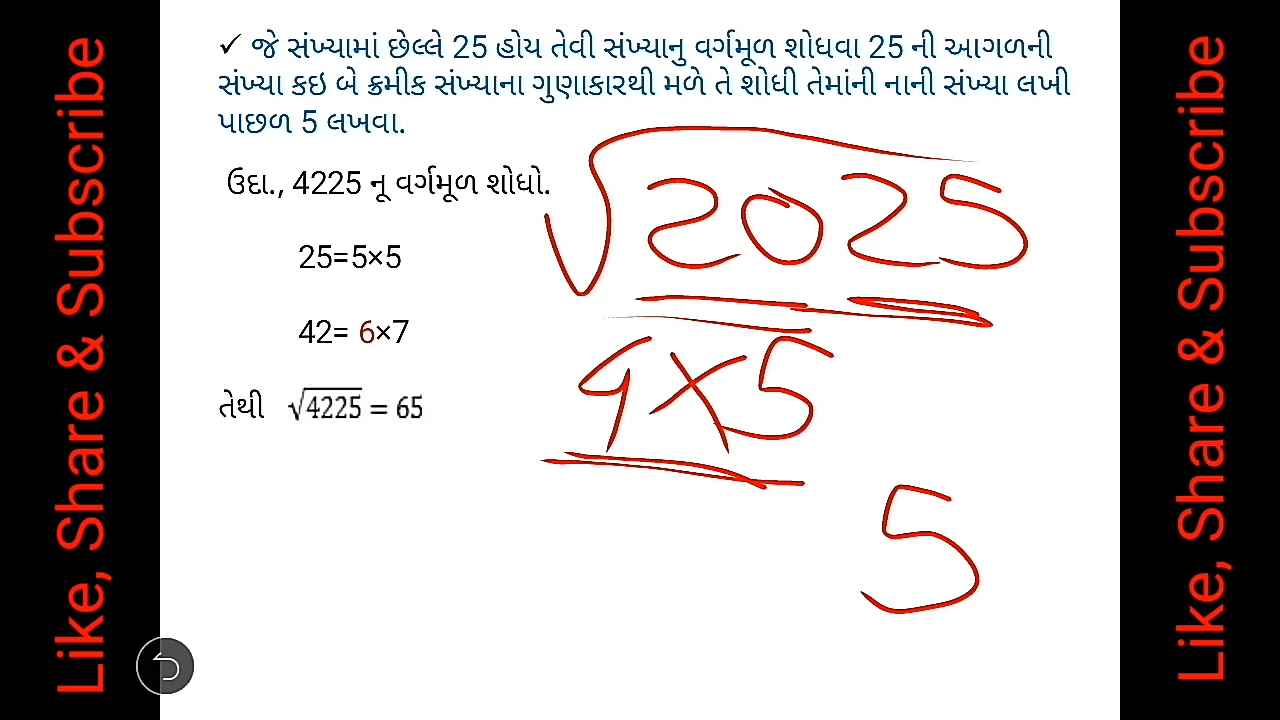 Like, Share & Subscribe
✓ જે સંખ્યામાં છેલ્લે 25 હોય તેવી સંખ્યાનુ વર્ગમૂળ શોધવા 25 ની આગળની
સંખ્યા કઇ બે ક્રમીક સંખ્યાના ગુણાકારથી મળે તે શોધી તેમાંની નાની સંખ્યા લખી
પાછળ 5 લખવા.
ઉદા., 4225 નૂ વર્ગમૂળ શોધો.
25=5×5
42= 6×7
તેથી √4225 = 65
√2025
4×5
5
Like, Share & Subscribe